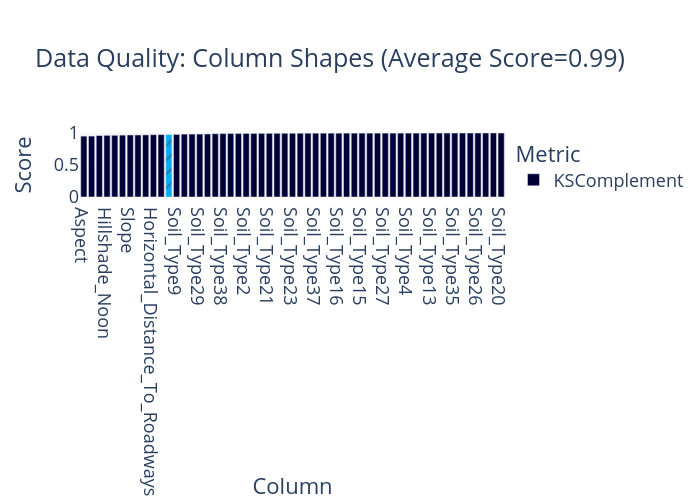 Data Quality: Column Shapes (Average Score=0.99)
Score
1
0.5
0
Aspect
Hillshade_Noon
Slope
Horizontal_Distance_To_Roadways
Soil_Type9
Soil_Type29
Soil_Type38
Soil_Type2
Soil_Type21
Soil_Type23
Soil_Type37
Soil_Type16
Soil_Type15
Soil_Type27
Soil_Type4
Soil_Type13
Soil_Type35
Soil_Type26
Soil_Type20
Column
Metric
KSComplement